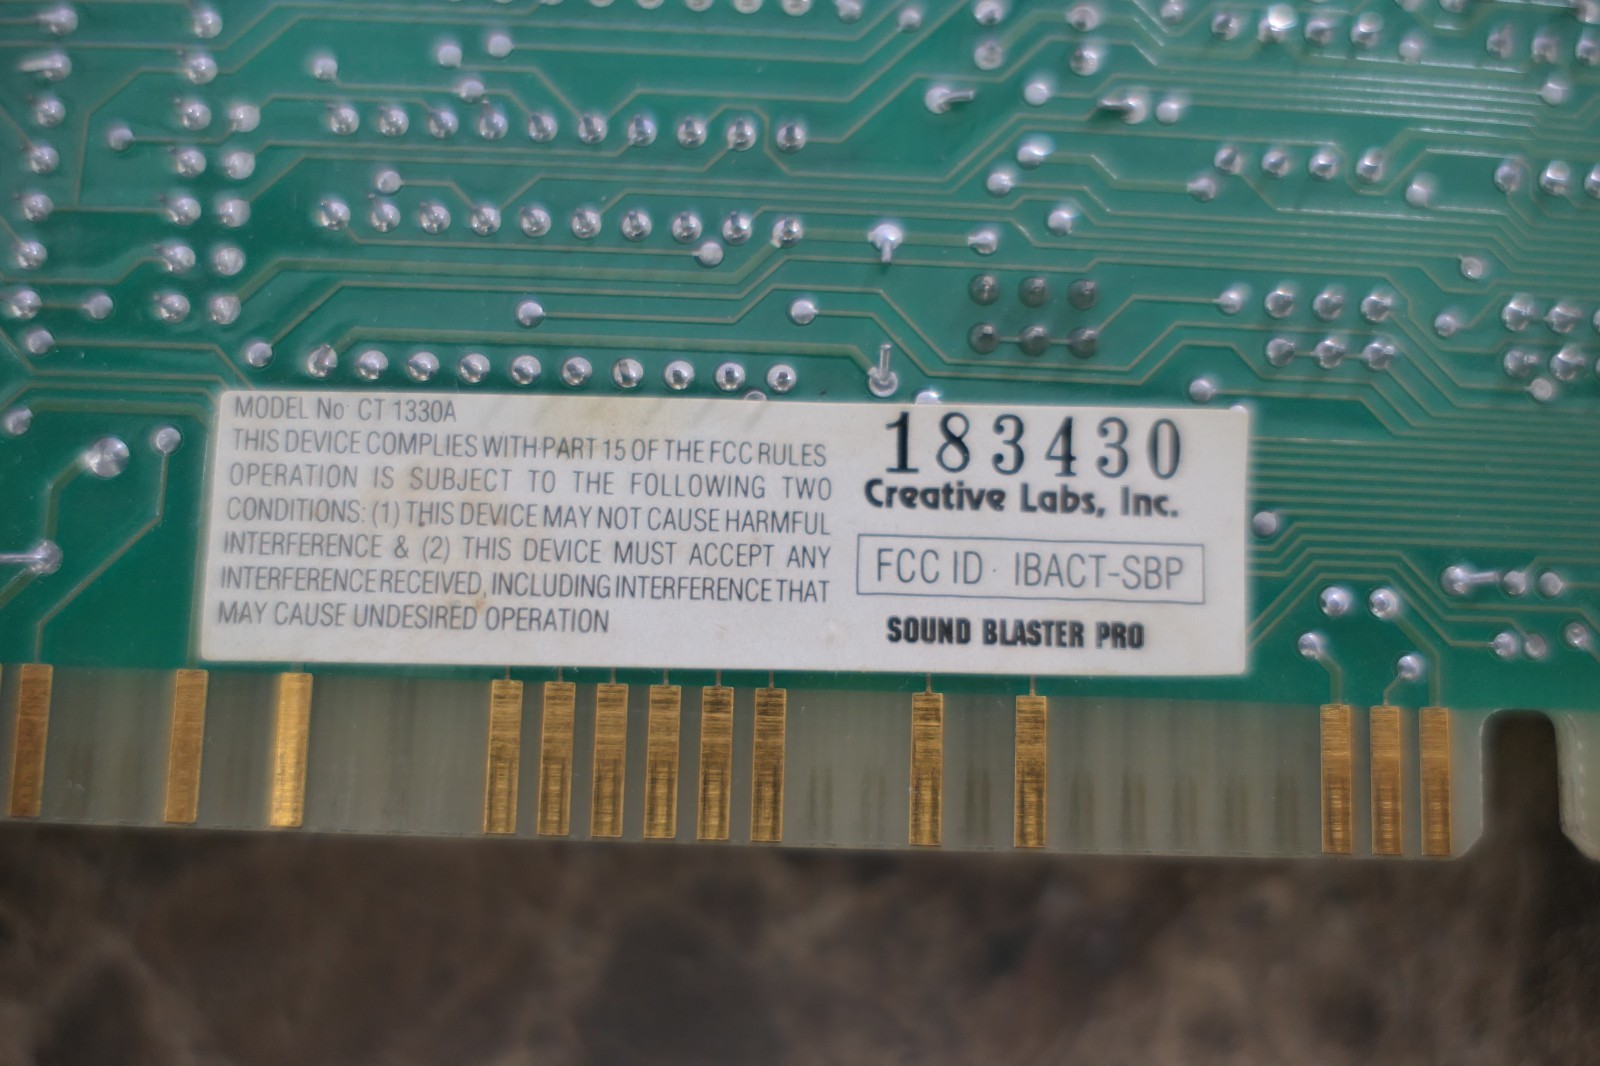 MODEL No· CT 1330A
THIS DEVICE COMPLIES WITH PART 15 OF THE FCC RULES
OPERATION IS SUBJECT TO THE FOLLOWING TWO
CONDITIONS: (1) THIS DEVICE MAY NOT CAUSE HARMFUL
INTERFERENCE & (2) THIS DEVICE MUST ACCEPT ANY
INTERFERENCE RECEIVED, INCLUDING INTERFERENCE THAT
MAY CAUSE UNDESIRED OPERATION
183430
Creative Labs, Inc.
FCC ID · IBACT-SBP
SOUND BLASTER PRO